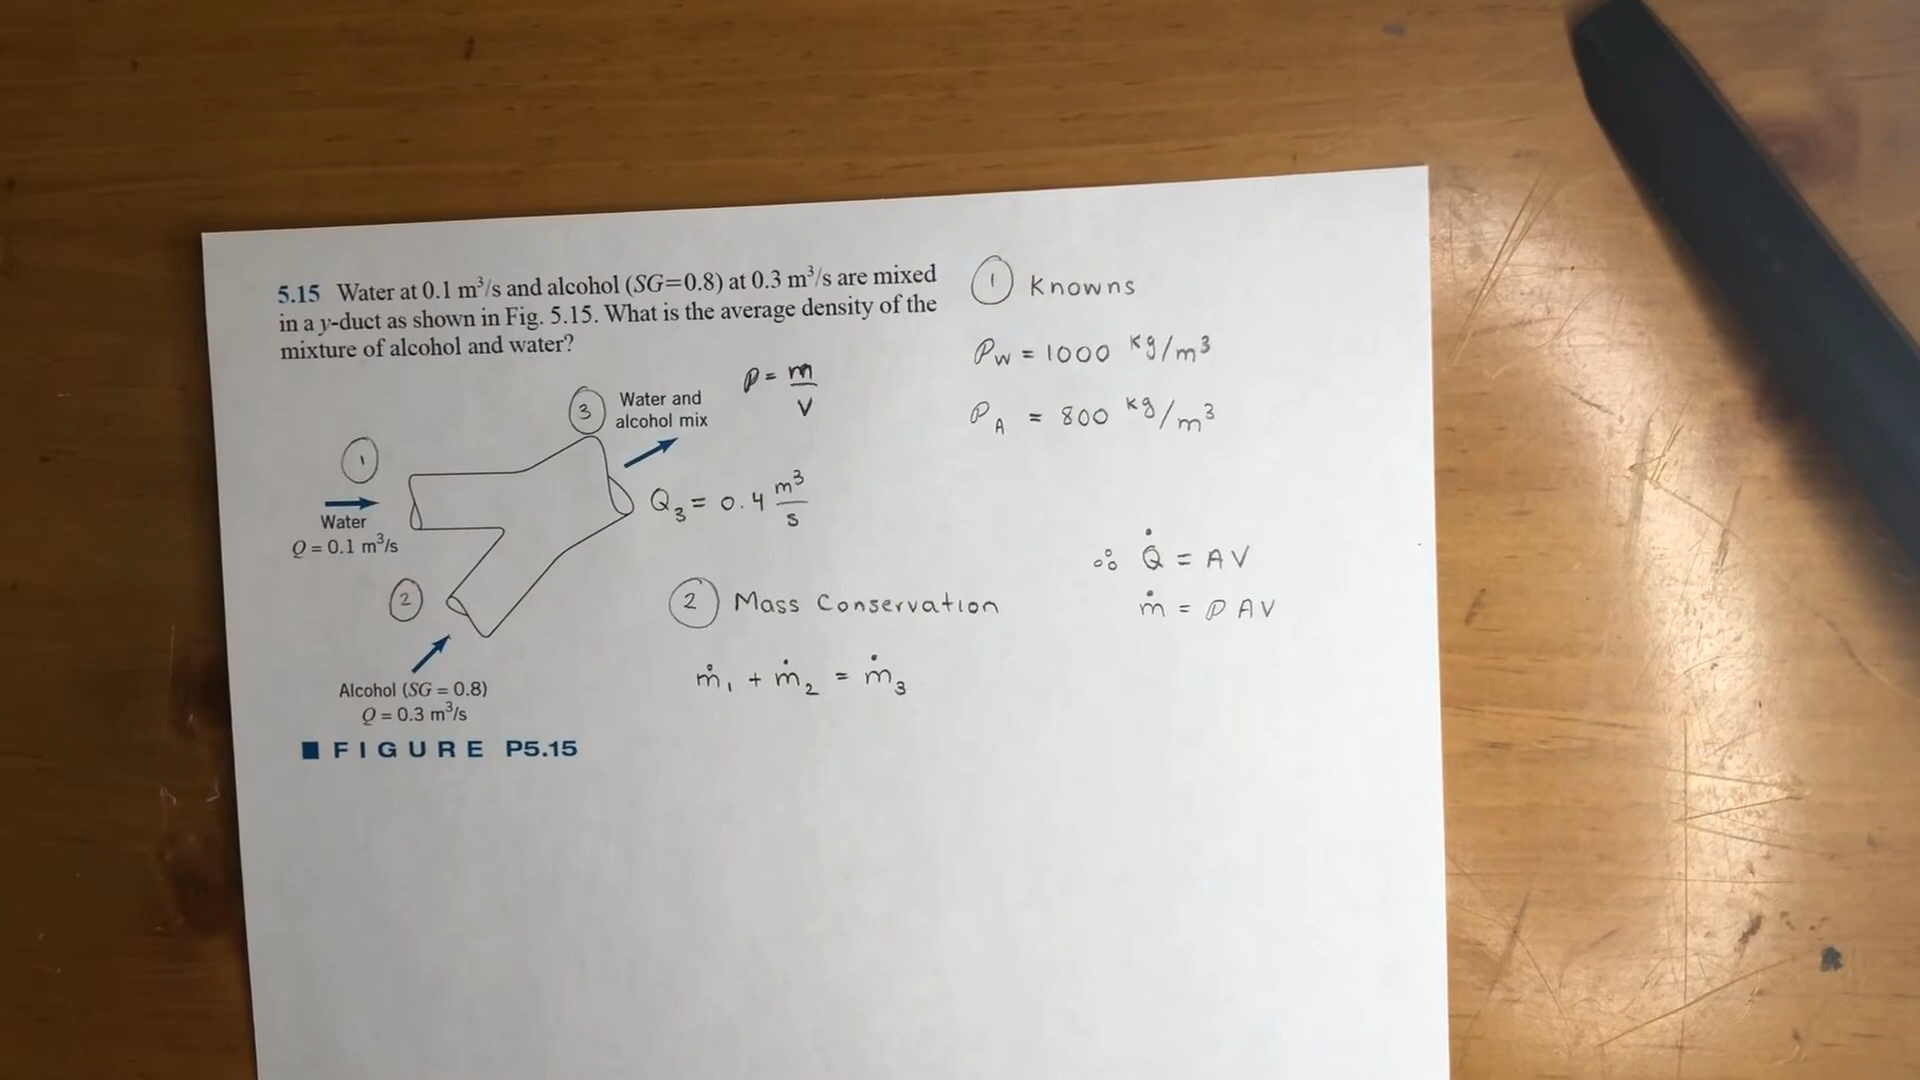 5.15 Water at 0.1 m³/s and alcohol (SG=0.8) at 0.3 m³/s are mixed
in a y-duct as shown in Fig. 5.15. What is the average density of the
mixture of alcohol and water?
ρ = m/V
3
Water and
alcohol mix
1
Water
Q = 0.1 m³/s
Q₃ = 0.4 m³/s
2
Alcohol (SG = 0.8)
Q = 0.3 m³/s
FIGURE P5.15
1 Knowns
ρw = 1000 kg/m³
ρA = 800 kg/m³
2 Mass Conservation
ṁ₁ + ṁ₂ = ṁ₃
∴ Q̇ = AV
ṁ = ρAV